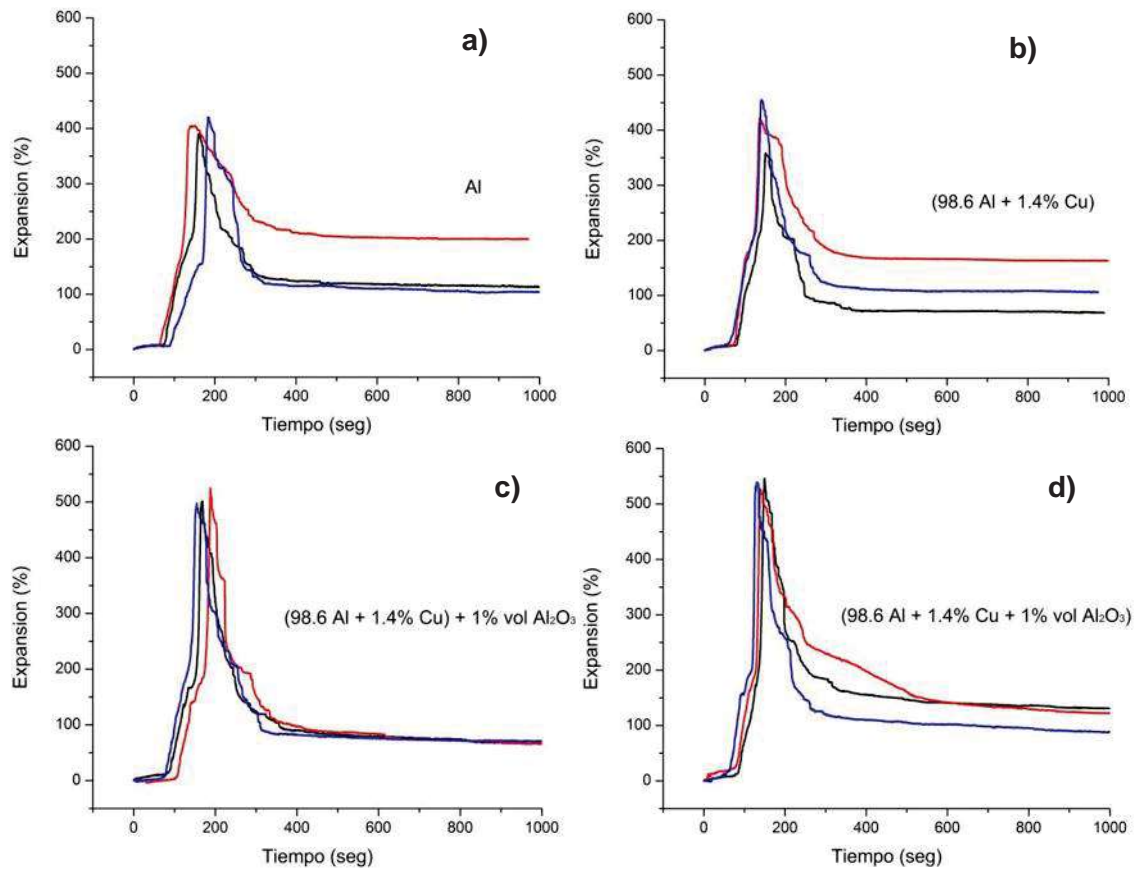 600
500
400
300
200
100
0
Expansion (%)
a)
Al
0 200 400 600 800 1000
Tiempo (seg)
600
500
400
300
200
100
0
Expansion (%)
b)
(98.6 Al + 1.4% Cu)
0 200 400 600 800 1000
Tiempo (seg)
600
500
400
300
200
100
0
Expansion (%)
c)
(98.6 Al + 1.4% Cu) + 1% vol Al₂O₃
0 200 400 600 800 1000
Tiempo (seg)
600
500
400
300
200
100
0
Expansion (%)
d)
(98.6 Al + 1.4% Cu + 1% vol Al₂O₃)
0 200 400 600 800 1000
Tiempo (seg)